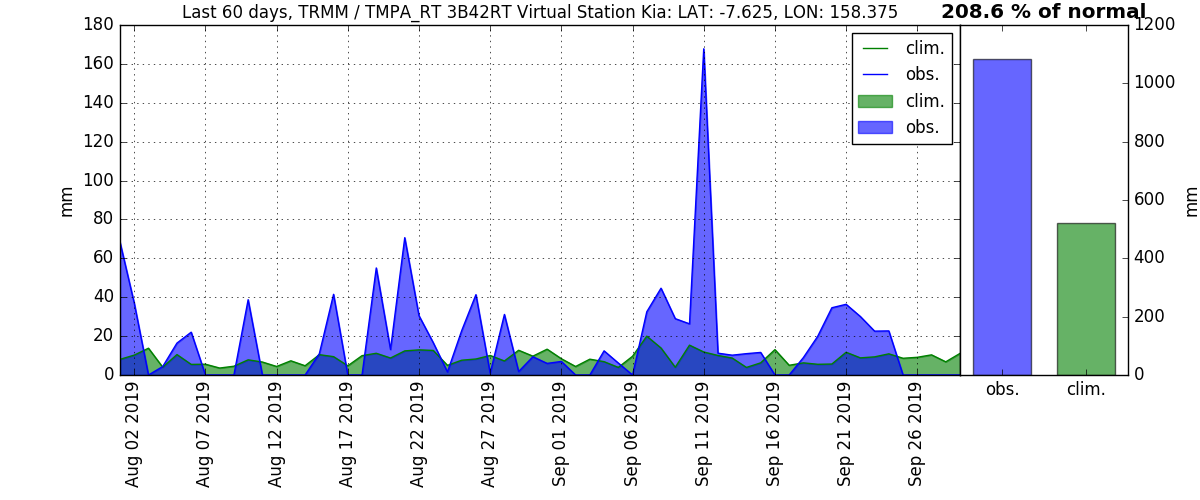 Last 60 days, TRMM / TMPA_RT 3B42RT Virtual Station Kia: LAT: -7.625, LON: 158.375
208.6 % of normal
180
160
140
120
100
80
60
40
20
0
mm
clim.
obs.
clim.
obs.
Aug 02 2019
Aug 07 2019
Aug 12 2019
Aug 17 2019
Aug 22 2019
Aug 27 2019
Sep 01 2019
Sep 06 2019
Sep 11 2019
Sep 16 2019
Sep 21 2019
Sep 26 2019
1200
1000
800
600
400
200
0
mm
obs.
clim.